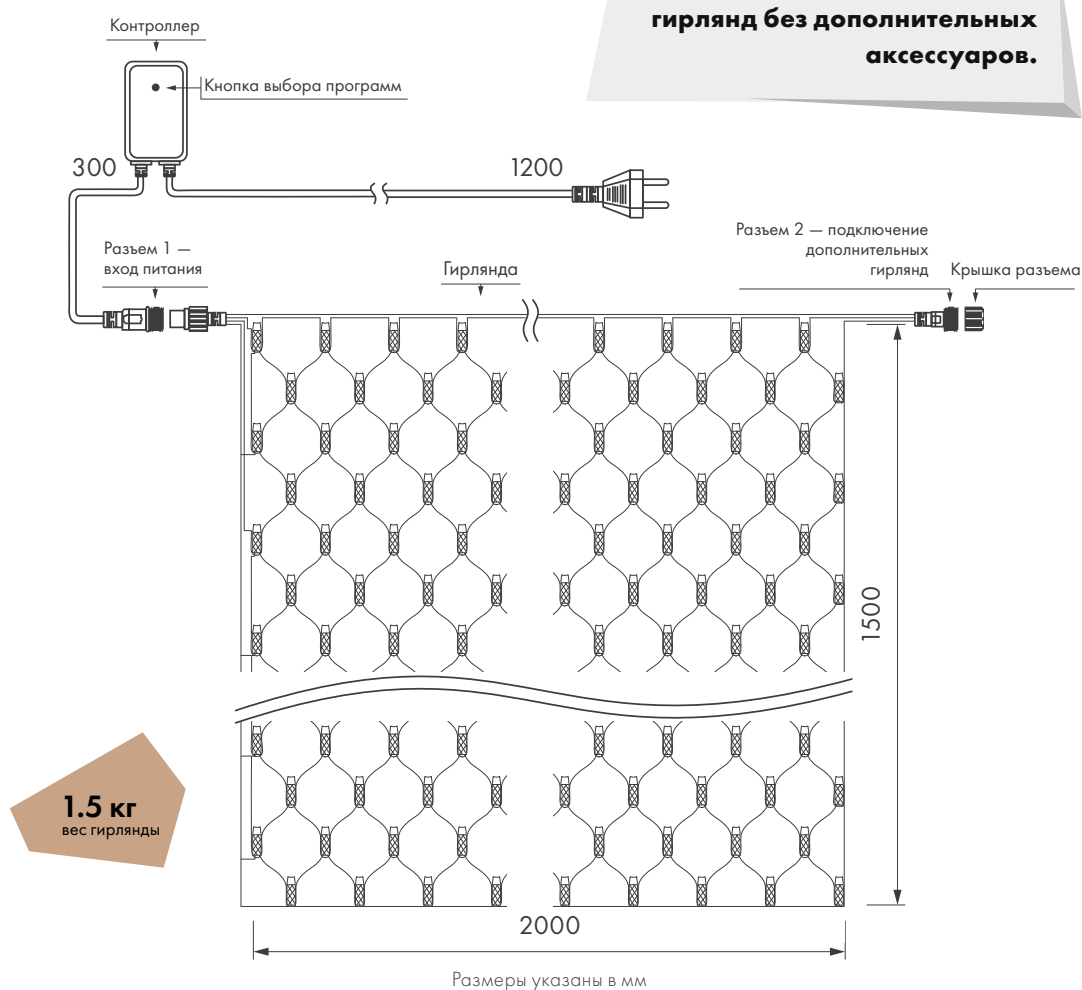 гирлянд без дополнительных
аксессуаров.
Контроллер
Кнопка выбора программ
300
1200
Разъем 1 —
вход питания
Гирлянда
Разъем 2 — подключение
дополнительных
гирлянд
Крышка разъема
1500
1.5 кг
вес гирлянды
2000
Размеры указаны в мм